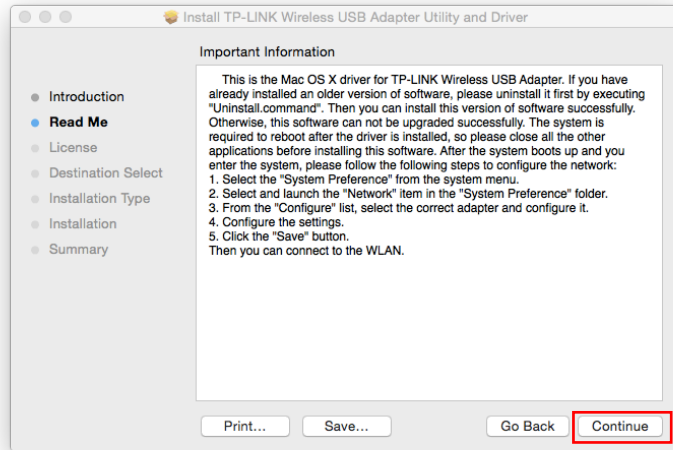 Install TP-LINK Wireless USB Adapter Utility and Driver
Important Information
Introduction
Read Me
License
Destination Select
Installation Type
Installation
Summary
This is the Mac OS X driver for TP-LINK Wireless USB Adapter. If you have
already installed an older version of software, please uninstall it first by executing
"Uninstall.command". Then you can install this version of software successfully.
Otherwise, this software can not be upgraded successfully. The system is
required to reboot after the driver is installed, so please close all the other
applications before installing this software. After the system boots up and you
enter the system, please follow the following steps to configure the network:
1. Select the "System Preference" from the system menu.
2. Select and launch the "Network" item in the "System Preference" folder.
3. From the "Configure" list, select the correct adapter and configure it.
4. Configure the settings.
5. Click the "Save" button.
Then you can connect to the WLAN.
Print...
Save...
Go Back
Continue